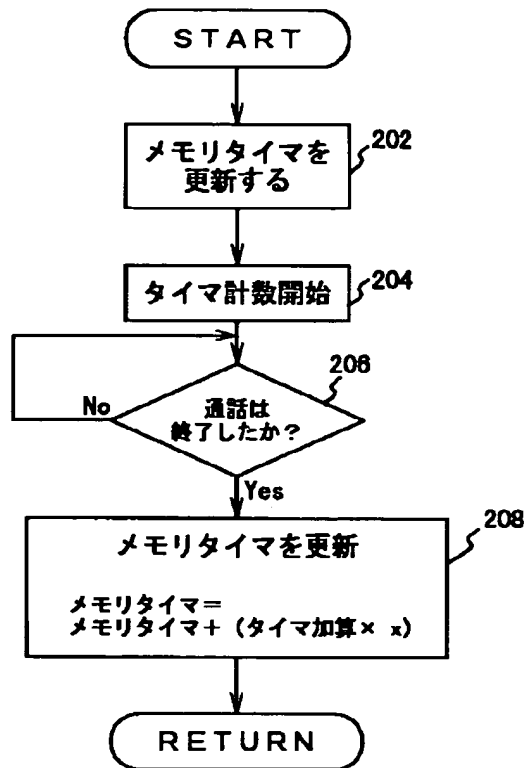 START
メモリタイマを
更新する
202
タイマ計数開始
204
206
通話は
終了したか？
No
Yes
208
メモリタイマを更新
メモリタイマ＝
メモリタイマ＋（タイマ加算× x）
RETURN